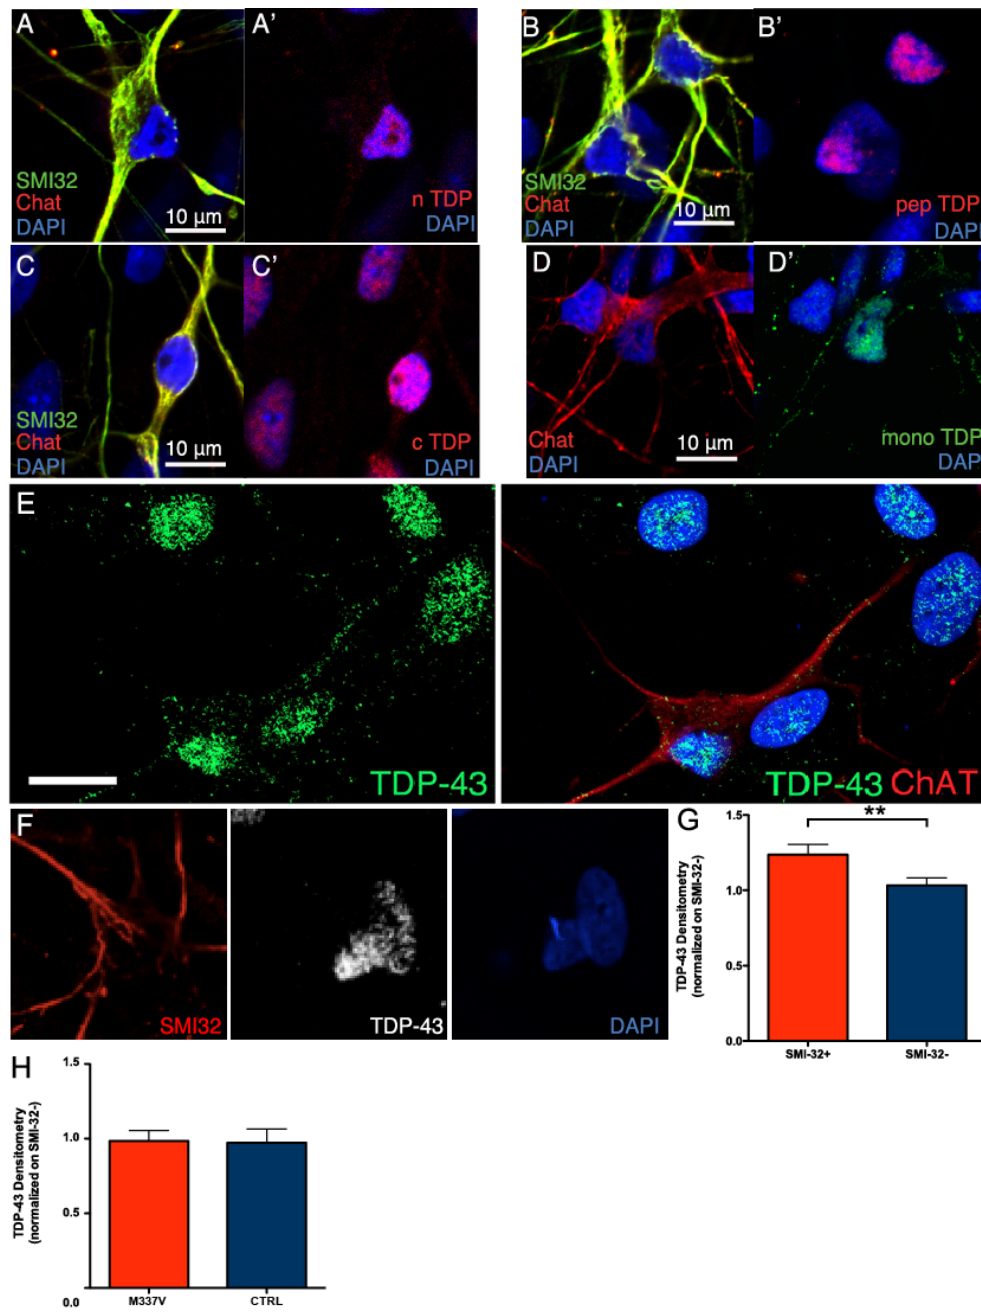 A
SMI32
Chat
DAPI
10 µm
A'
n TDP
DAPI
B
SMI32
Chat
DAPI
10 µm
B'
pep TDP
DAPI
C
SMI32
Chat
DAPI
10 µm
C'
c TDP
DAPI
D
Chat
DAPI
10 µm
D'
mono TDP
DAP
E
TDP-43
TDP-43 ChAT
F
SMI32
TDP-43
DAPI
G
TDP-43 Densitometry
(normalized on SMI-32-)
1.5
1.0
0.5
0.0
**
SMI-32+
SMI-32-
H
TDP-43 Densitometry
(normalized on SMI-32-)
1.5
1.0
0.5
0.0
M337V
CTRL